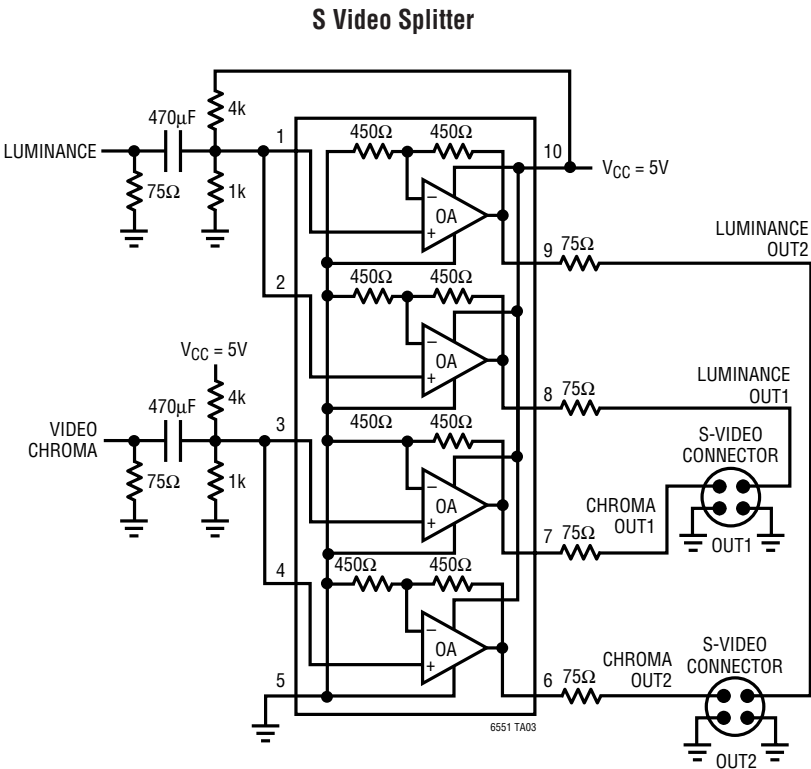 S Video Splitter
470µF
4k
LUMINANCE
75Ω
1k
1
450Ω
450Ω
10
VCC = 5V
–
OA
+
9
75Ω
LUMINANCE
OUT2
2
450Ω
450Ω
–
OA
+
8
75Ω
LUMINANCE
OUT1
VCC = 5V
470µF
4k
VIDEO
CHROMA
75Ω
1k
3
450Ω
450Ω
–
OA
+
S-VIDEO
CONNECTOR
CHROMA
OUT1
7
75Ω
OUT1
4
450Ω
450Ω
–
OA
+
5
6
75Ω
CHROMA
OUT2
S-VIDEO
CONNECTOR
OUT2
6551 TA03